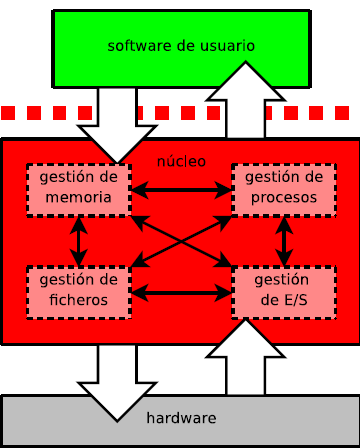 software de usuario
núcleo
gestión de
memoria
gestión de
procesos
gestión de
ficheros
gestión
de E/S
hardware